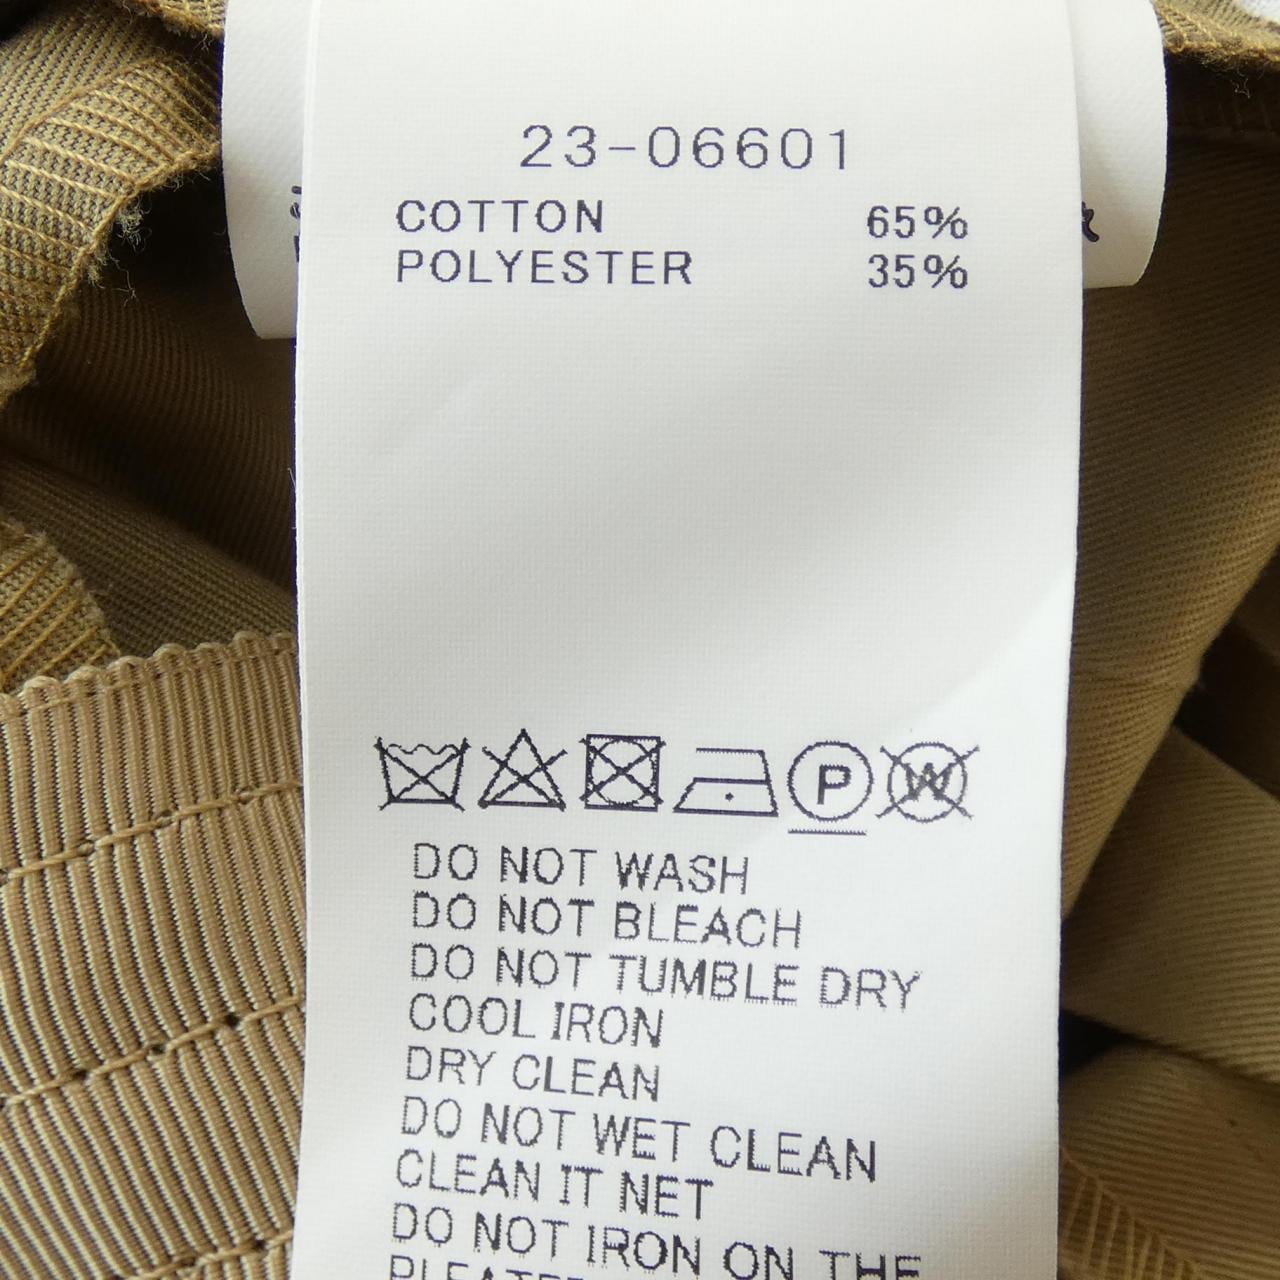 23-06601
COTTON 65%
POLYESTER 35%
P W
DO NOT WASH
DO NOT BLEACH
DO NOT TUMBLE DRY
COOL IRON
DRY CLEAN
DO NOT WET CLEAN
CLEAN IT NET
DO NOT IRON ON THE